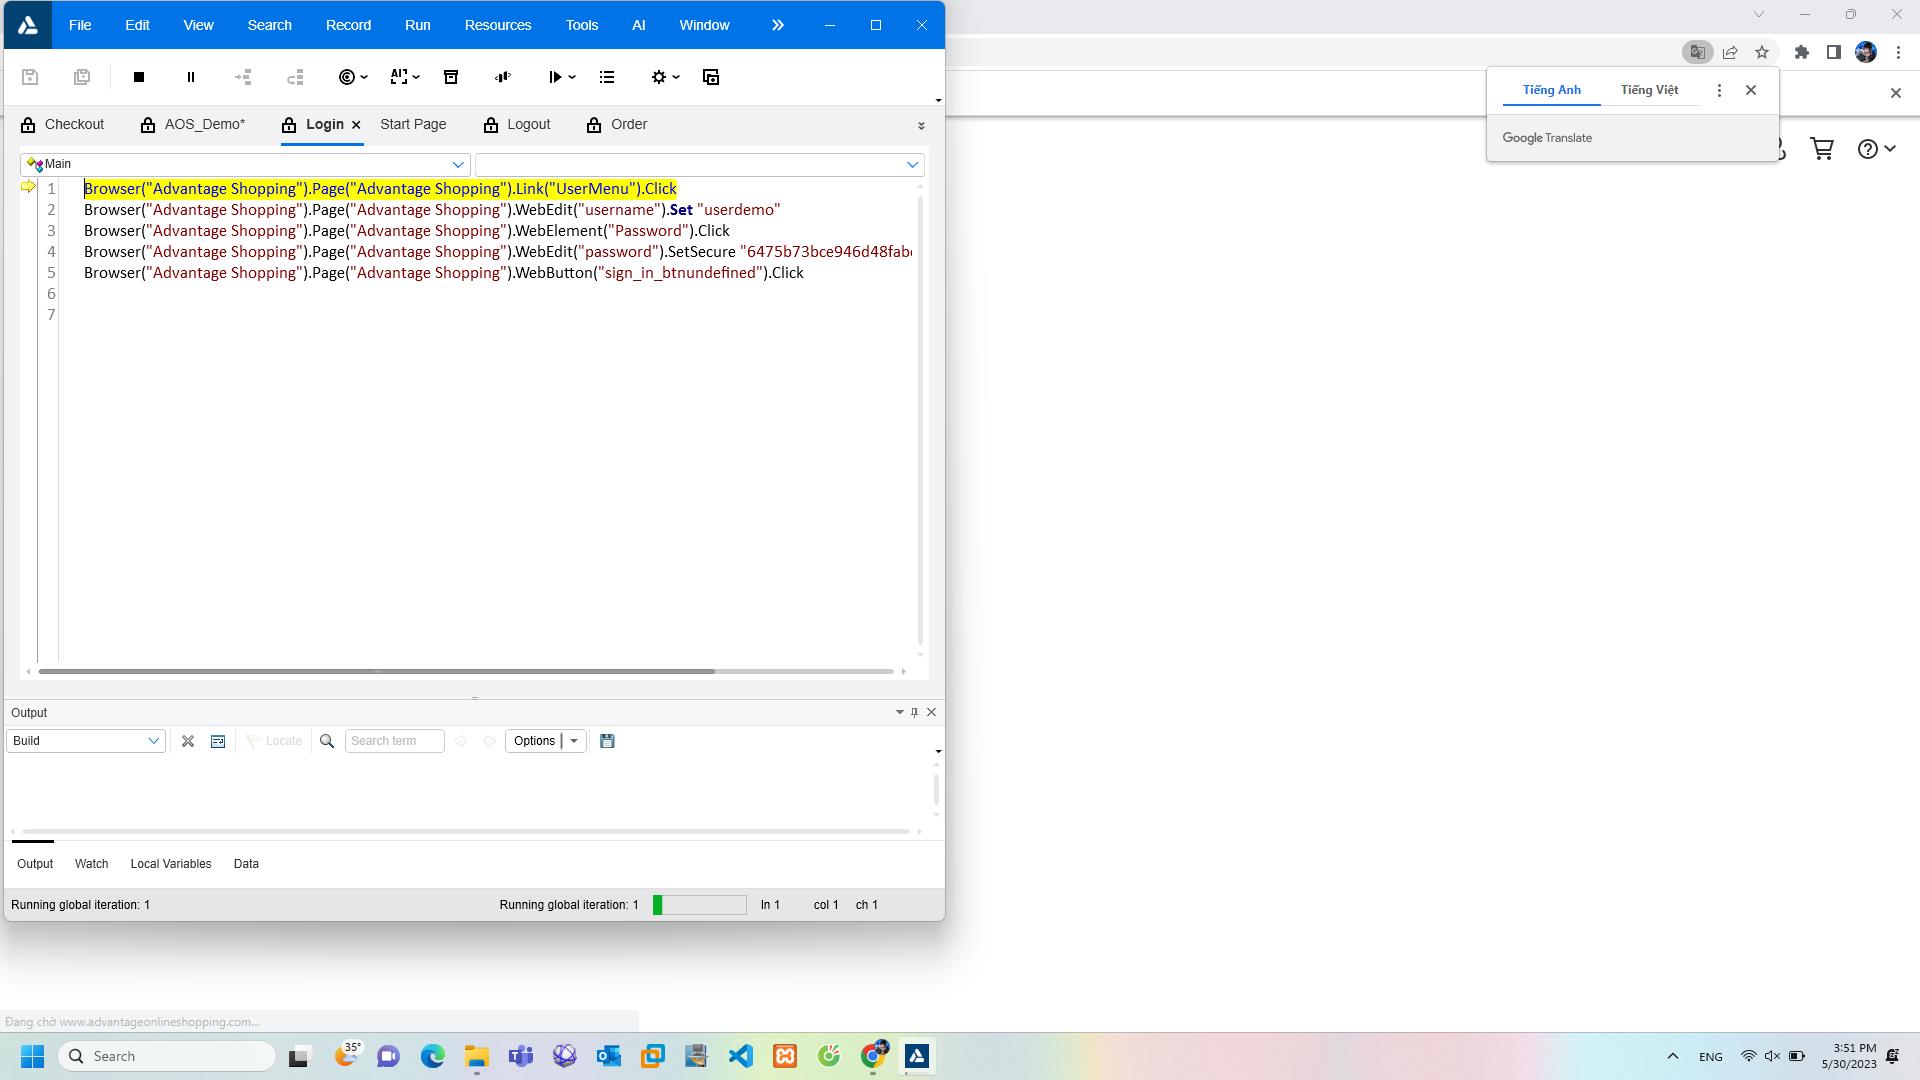 File Edit View Search Record Run Resources Tools AI Window
Tiếng Anh Tiếng Việt
Google Translate
Checkout AOS_Demo* Login Start Page Logout Order
Main
1 Browser("Advantage Shopping").Page("Advantage Shopping").Link("UserMenu").Click
2 Browser("Advantage Shopping").Page("Advantage Shopping").WebEdit("username").Set "userdemo"
3 Browser("Advantage Shopping").Page("Advantage Shopping").WebElement("Password").Click
4 Browser("Advantage Shopping").Page("Advantage Shopping").WebEdit("password").SetSecure "6475b73bce946d48fab
5 Browser("Advantage Shopping").Page("Advantage Shopping").WebButton("sign_in_btnundefined").Click
6
7
Output
Build Locate Search term Options
Output Watch Local Variables Data
Running global iteration: 1 Running global iteration: 1 ln 1 col 1 ch 1
Đang chờ www.advantageonlineshopping.com...
Search 35° ENG 3:51 PM
5/30/2023